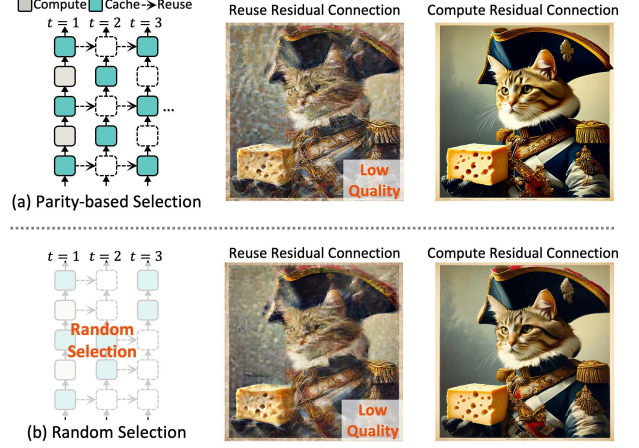 Compute Cache Reuse
t = 1 t = 2 t = 3
...
(a) Parity-based Selection
Reuse Residual Connection
Low
Quality
Compute Residual Connection
t = 1 t = 2 t = 3
Random
Selection
(b) Random Selection
Reuse Residual Connection
Low
Quality
Compute Residual Connection